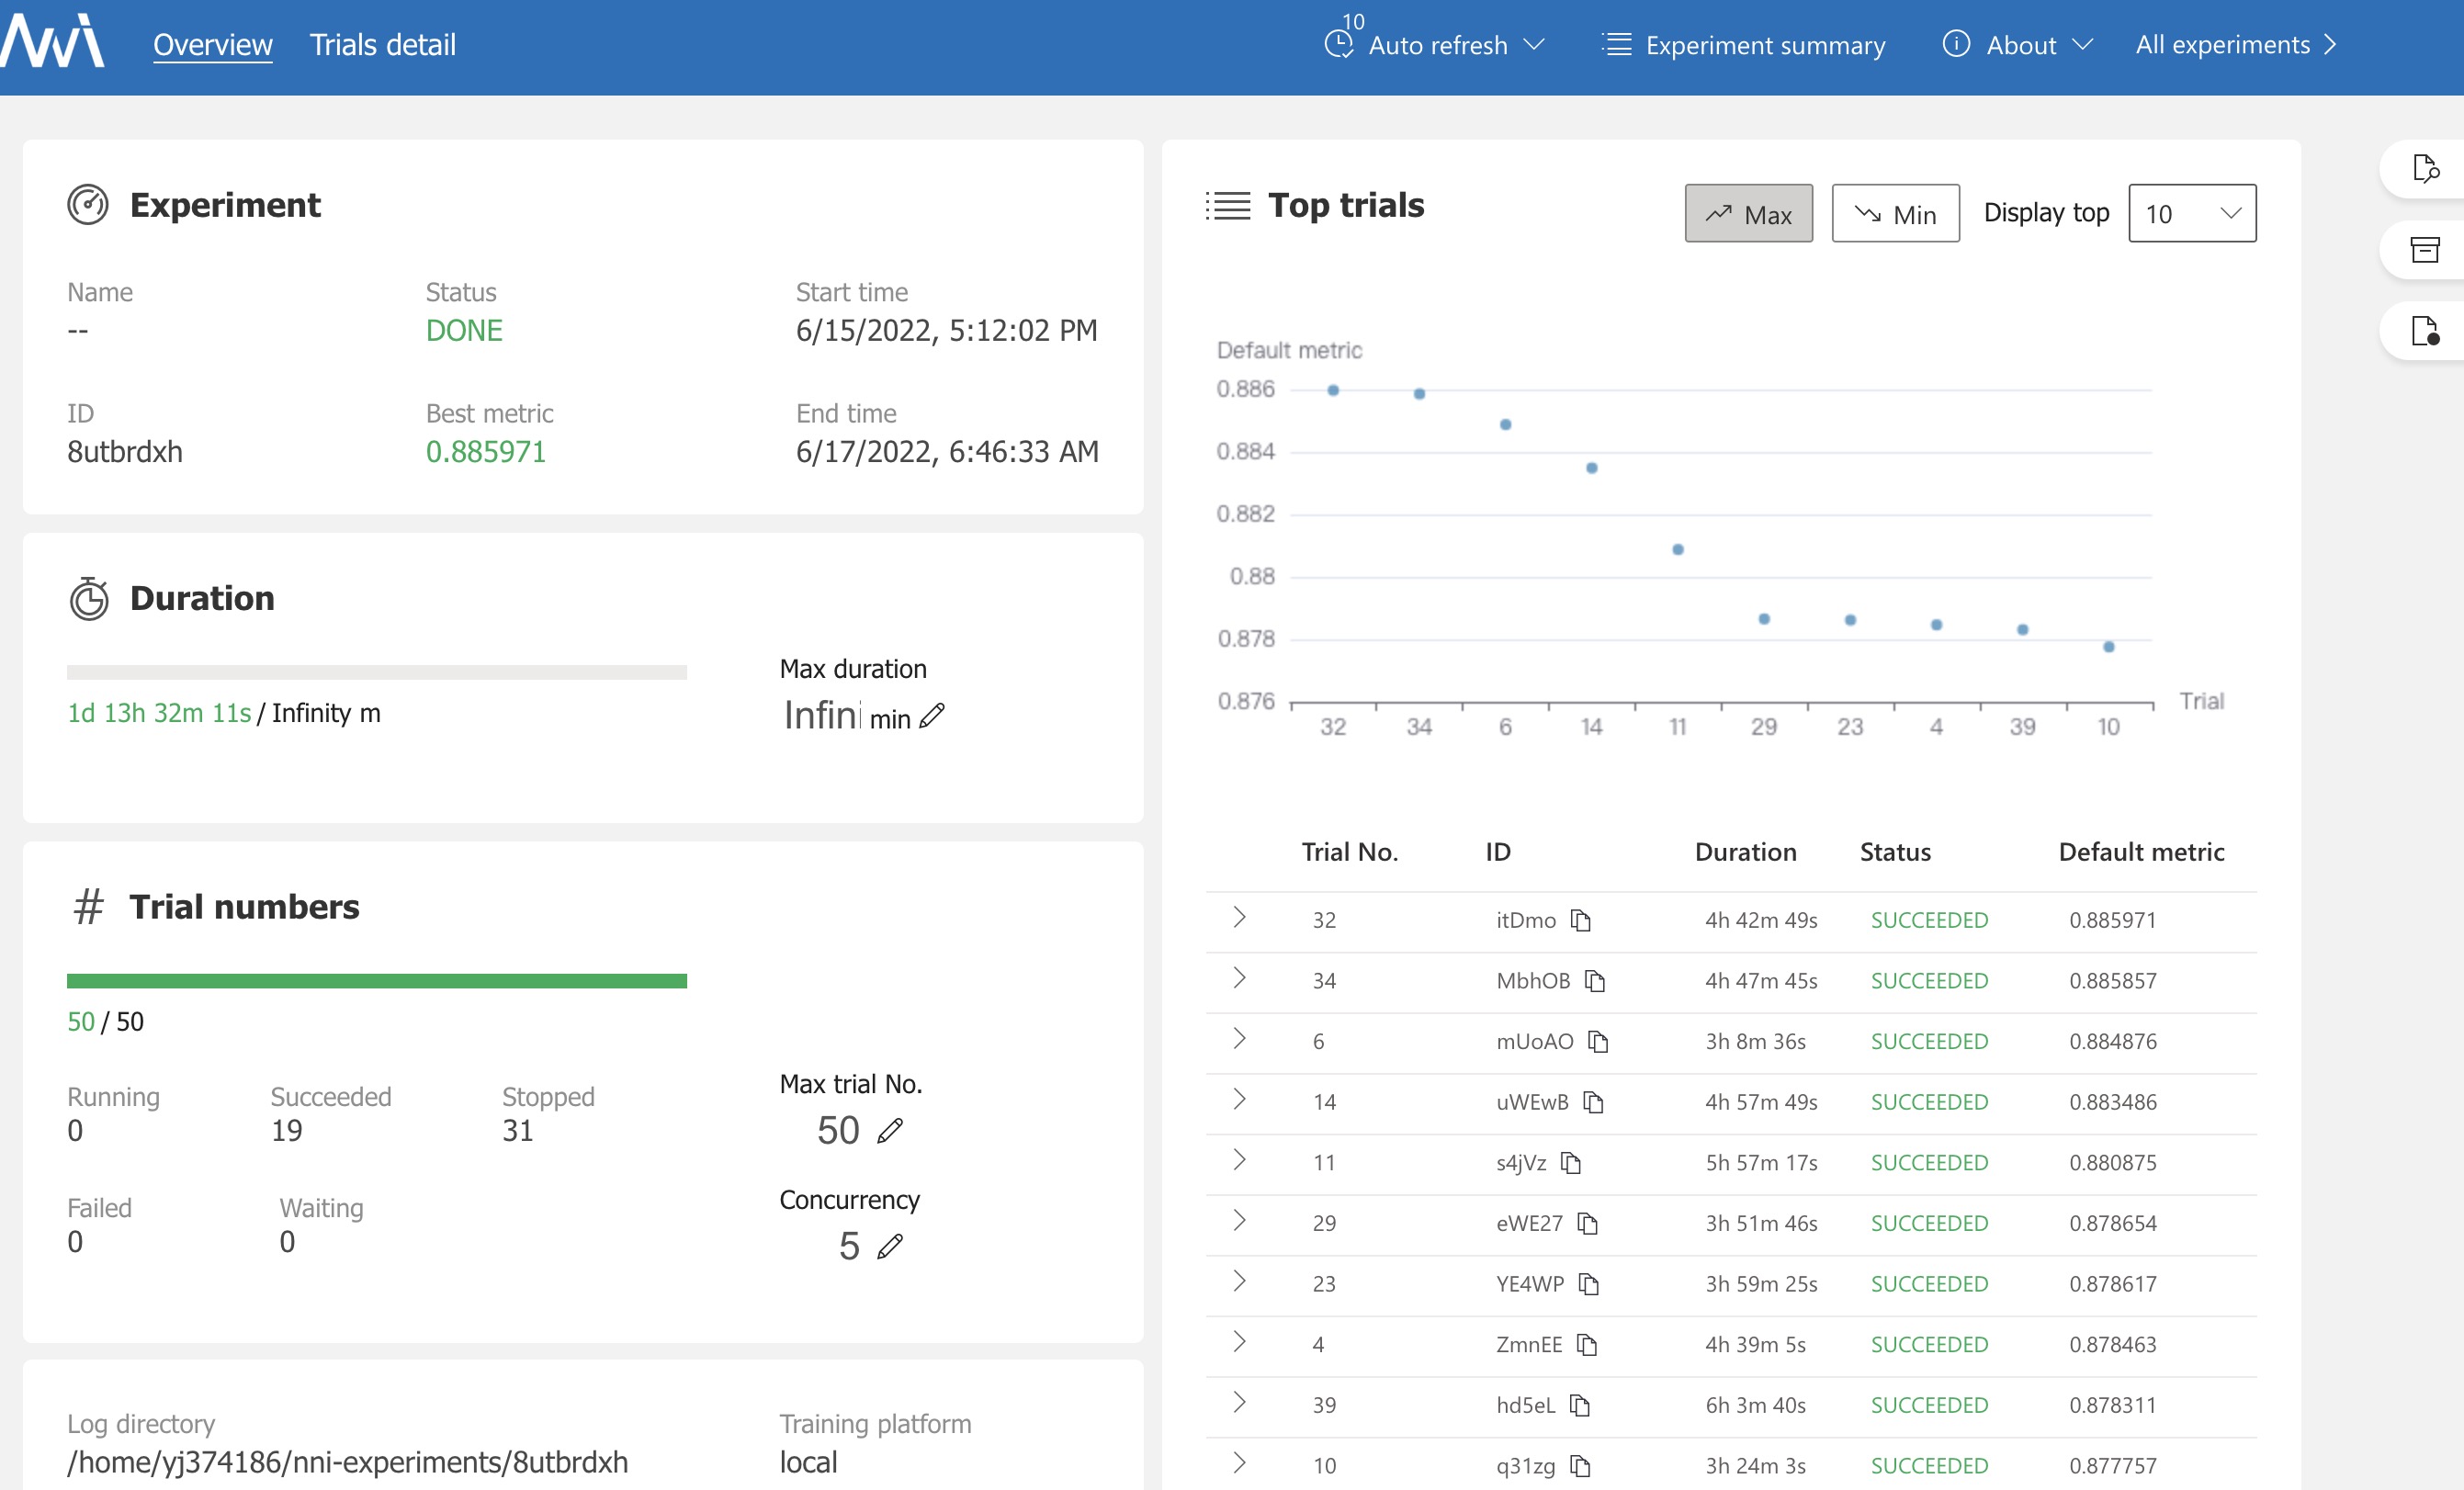 Overview Trials detail 10 Auto refresh Experiment summary About All experiments
Experiment
Name Status Start time
-- DONE 6/15/2022, 5:12:02 PM
ID Best metric End time
8utbrdxh 0.885971 6/17/2022, 6:46:33 AM
Duration
Max duration
1d 13h 32m 11s / Infinity m
Infini min
# Trial numbers
50 / 50
Running Succeeded Stopped
0 19 31
Max trial No.
50
Failed Waiting
0 0
Concurrency
5
Log directory Training platform
/home/yj374186/nni-experiments/8utbrdxh local
Top trials
Max Min Display top 10
Default metric
0.886
0.884
0.882
0.88
0.878
0.876
Trial
32 34 6 14 11 29 23 4 39 10
Trial No. ID Duration Status Default metric
32 itDmo 4h 42m 49s SUCCEEDED 0.885971
34 MbhOB 4h 47m 45s SUCCEEDED 0.885857
6 mUoAO 3h 8m 36s SUCCEEDED 0.884876
14 uWEwB 4h 57m 49s SUCCEEDED 0.883486
11 s4jVz 5h 57m 17s SUCCEEDED 0.880875
29 eWE27 3h 51m 46s SUCCEEDED 0.878654
23 YE4WP 3h 59m 25s SUCCEEDED 0.878617
4 ZmnEE 4h 39m 5s SUCCEEDED 0.878463
39 hd5eL 6h 3m 40s SUCCEEDED 0.878311
10 q31zg 3h 24m 3s SUCCEEDED 0.877757